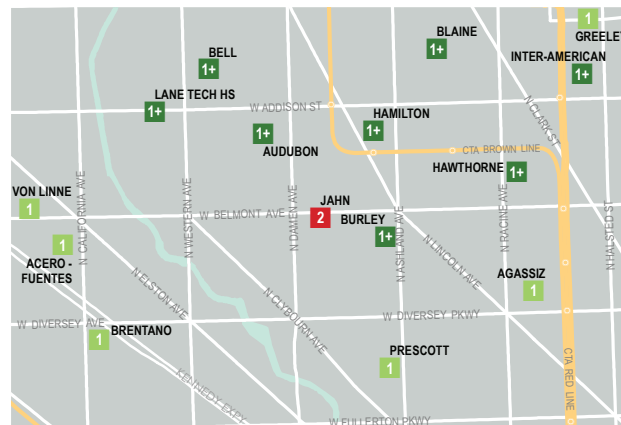 1
GREELEY
BLAINE
1+
BELL
1+
INTER-AMERICAN
1+
LANE TECH HS
1+
W ADDISON ST
HAMILTON
1+
N CLARK ST
1+
AUDUBON
CTA BROWN LINE
HAWTHORNE
1+
VON LINNE
1
JAHN
2
W BELMONT AVE
BURLEY
1+
N CALIFORNIA AVE
N WESTERN AVE
N DAMEN AVE
N ASHLAND AVE
N RACINE AVE
N HALSTED ST
1
ACERO -
FUENTES
N LINCOLN AVE
N ELSTON AVE
N CLYBOURN AVE
AGASSIZ
1
W DIVERSEY AVE
W DIVERSEY PKWY
BRENTANO
1
PRESCOTT
1
KENNEDY EXPY
CTA RED LINE
W FULLERTON PKWY